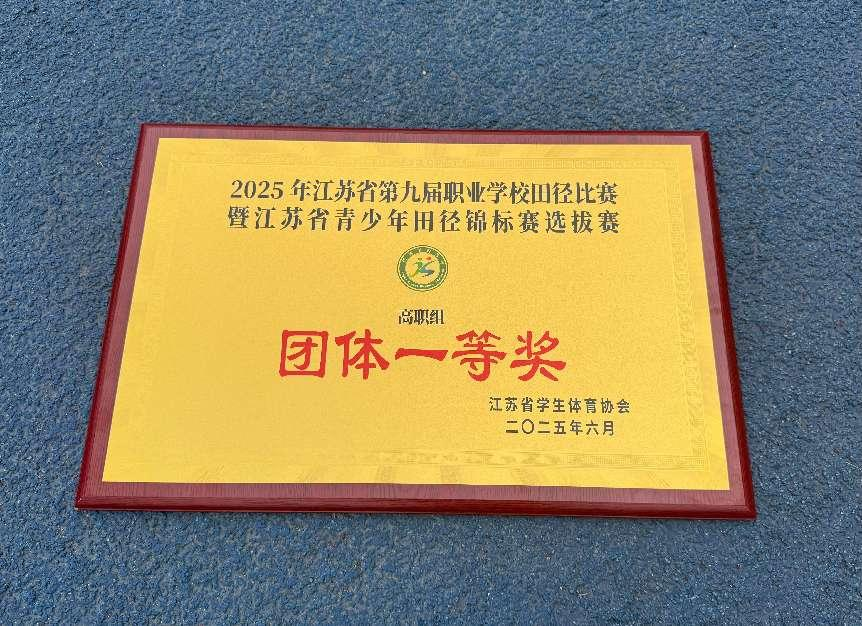 2025年江苏省第九届职业学校田径比赛
暨江苏省青少年田径锦标赛选拔赛
高职组
团体一等奖
江苏省学生体育协会
二〇二五年六月